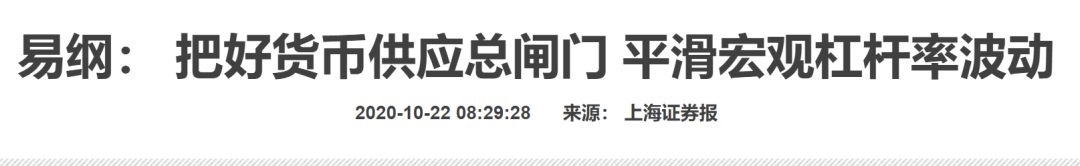 易纲： 把好货币供应总闸门 平滑宏观杠杆率波动
2020-10-22 08:29:28 来源： 上海证券报